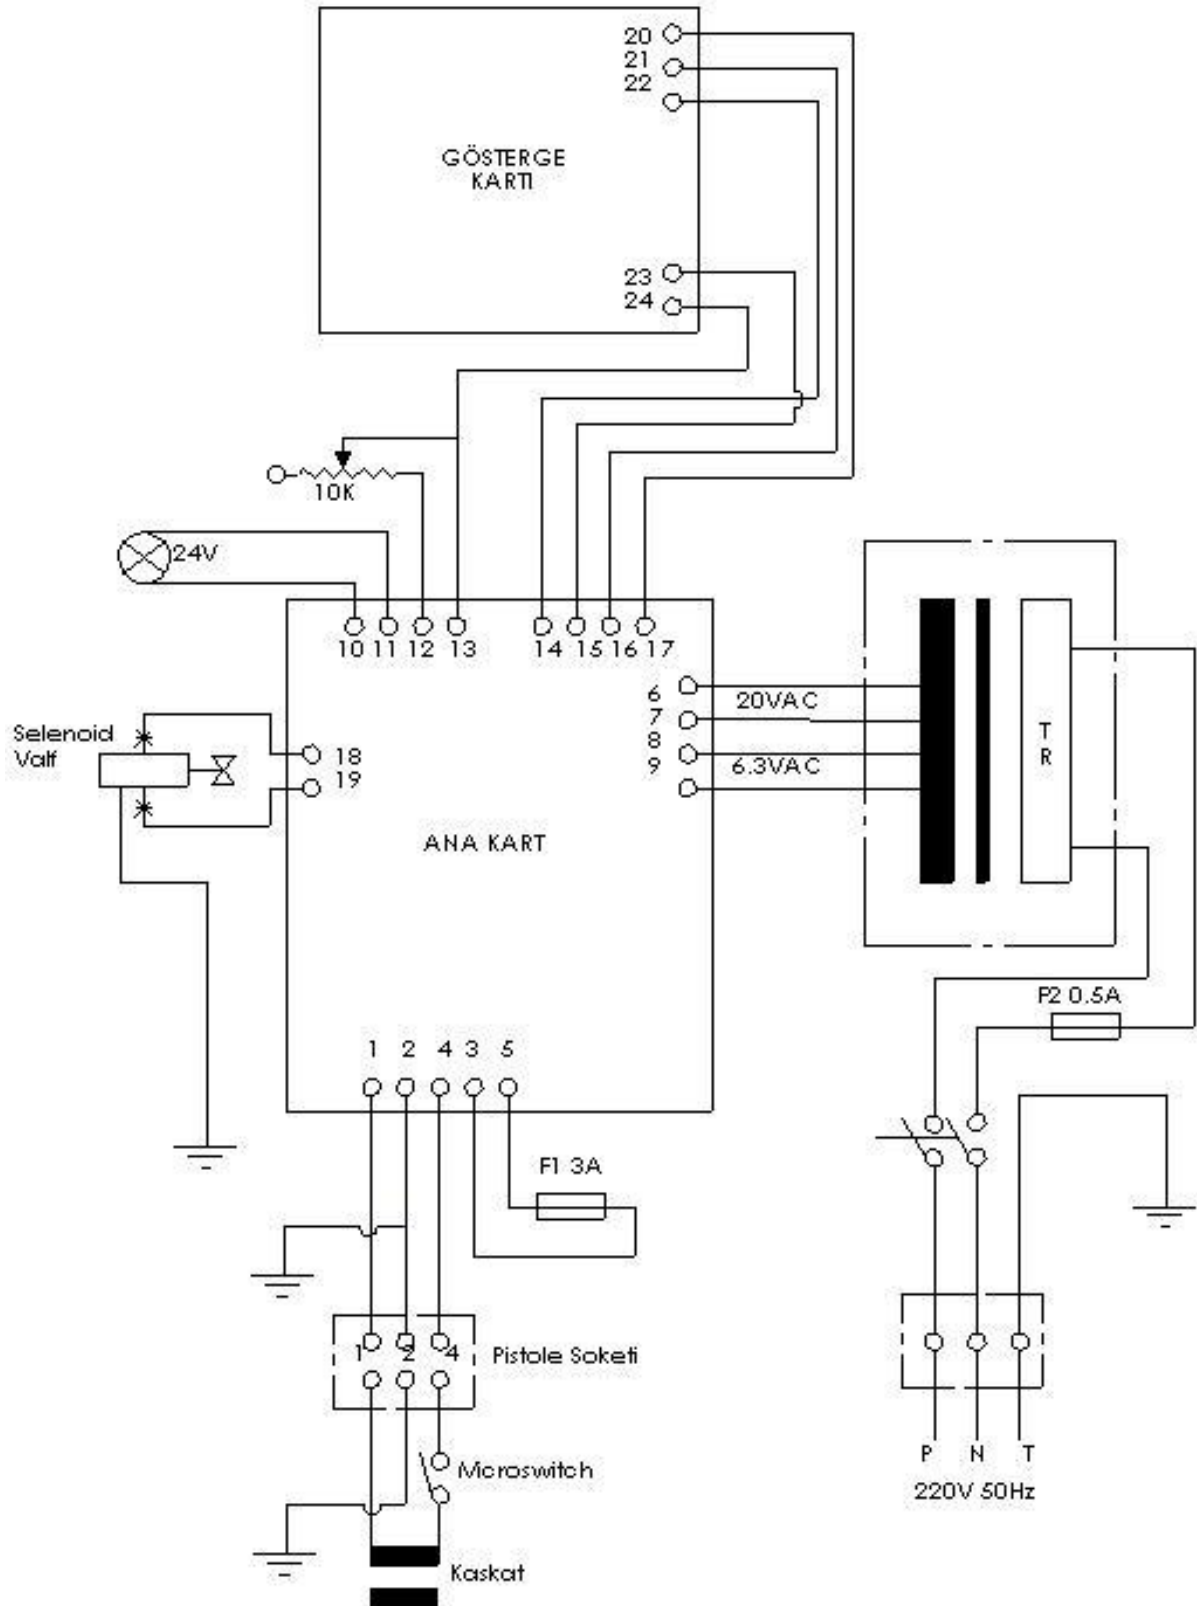 20
21
22
GÖSTERGE
KARTI
23
24
10K
24V
10 11 12 13 14 15 16 17
6
20VAC
7
8
6.3VAC
9
T
R
Selenoid
Valf
18
19
ANA KART
F2 0.5A
1 2 4 3 5
F1 3A
1 2 4
Pistole Soketi
Microswitch
Kaskat
P N T
220V 50Hz